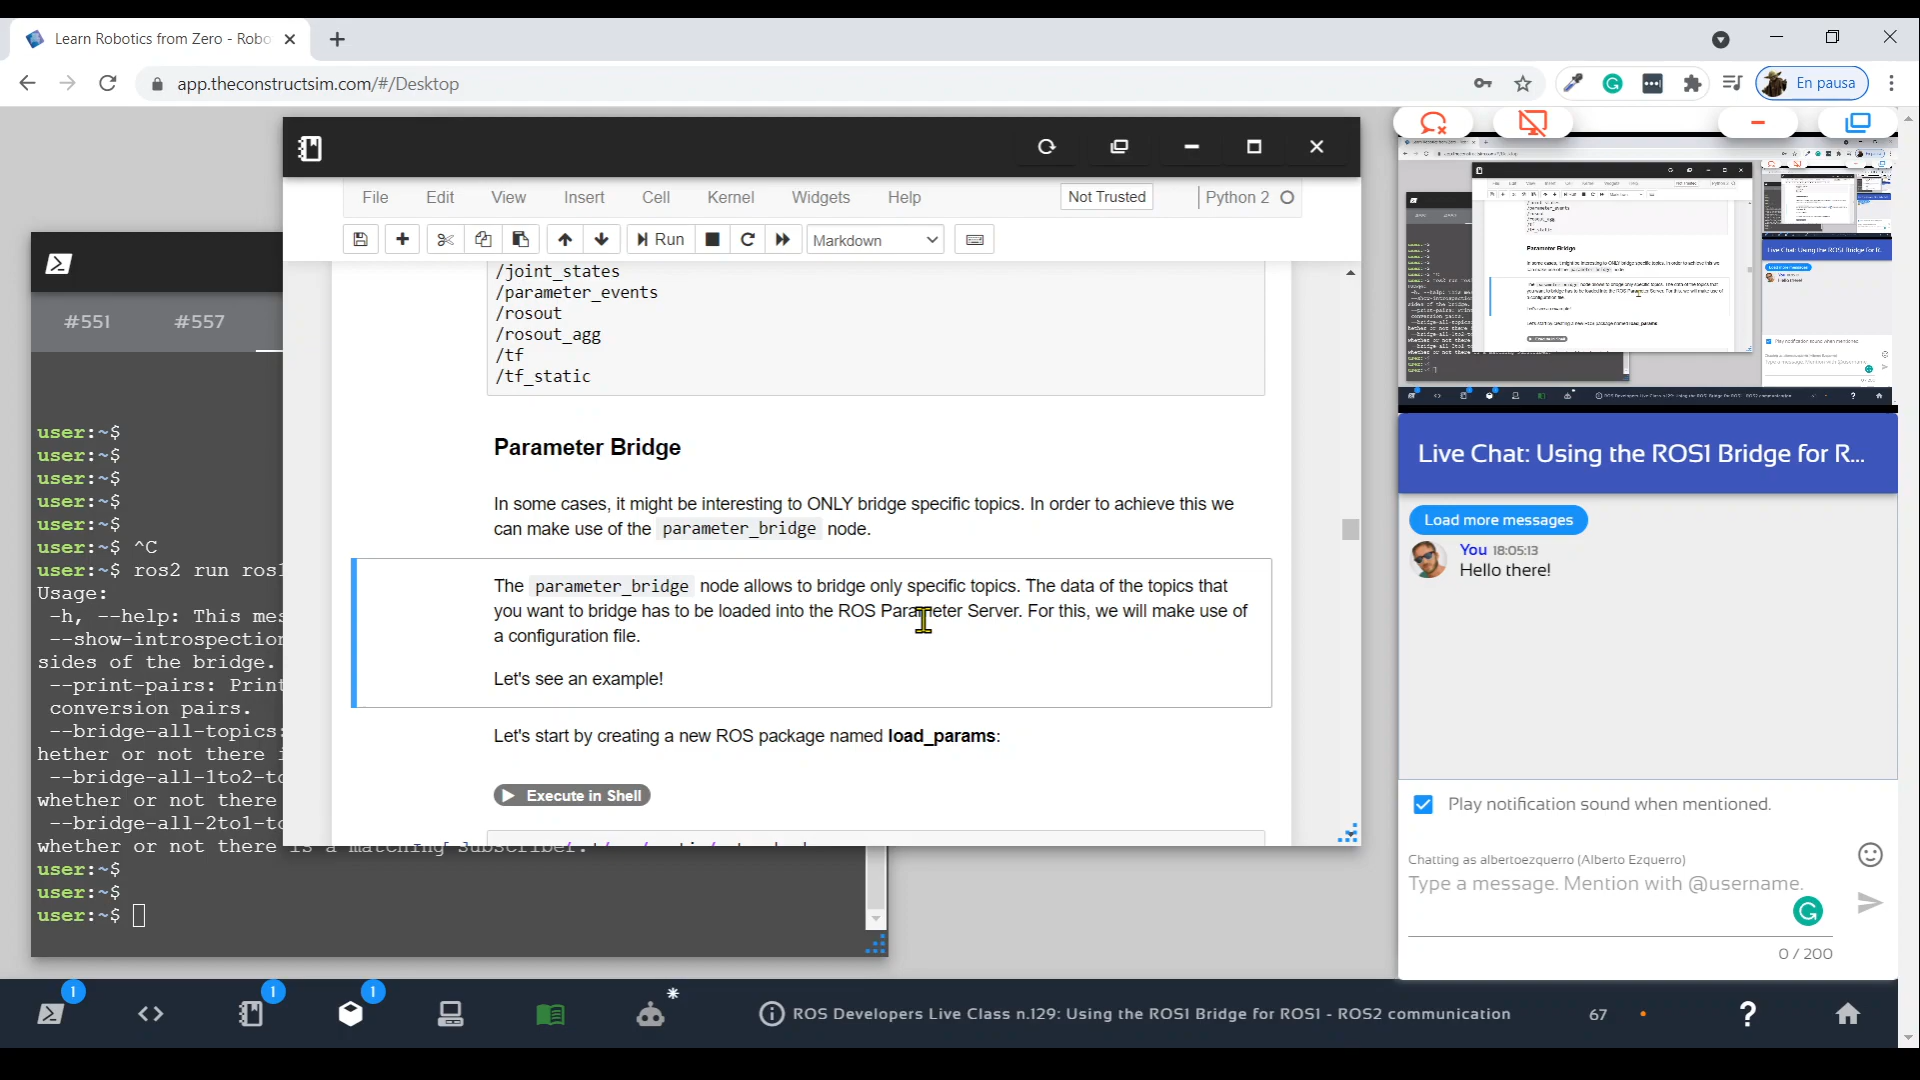 Learn Robotics from Zero - Robo
app.theconstructsim.com/#/Desktop
En pausa
File Edit View Insert Cell Kernel Widgets Help
Not Trusted
Python 2
Run
Markdown
/joint_states
/parameter_events
/rosout
/rosout_agg
/tf
/tf_static
Parameter Bridge
In some cases, it might be interesting to ONLY bridge specific topics. In order to achieve this we
can make use of the parameter_bridge node.
The parameter_bridge node allows to bridge only specific topics. The data of the topics that
you want to bridge has to be loaded into the ROS Parameter Server. For this, we will make use of
a configuration file.
Let's see an example!
Let's start by creating a new ROS package named load_params:
Execute in Shell
#551 #557
user:~$
user:~$
user:~$
user:~$
user:~$
user:~$ ^C
user:~$ ros2 run ros1
Usage:
-h, --help: This mes
--show-introspection
sides of the bridge.
--print-pairs: Print
conversion pairs.
--bridge-all-topics:
hether or not there i
--bridge-all-1to2-to
whether or not there
--bridge-all-2to1-to
whether or not there is a matching subscriber.
user:~$
user:~$
user:~$
Live Chat: Using the ROS1 Bridge for R...
Load more messages
You 18:05:13
Hello there!
Play notification sound when mentioned.
Chatting as albertoezquerro (Alberto Ezquerro)
Type a message. Mention with @username.
0 / 200
1
1
1
ROS Developers Live Class n.129: Using the ROS1 Bridge for ROS1 - ROS2 communication
67
?